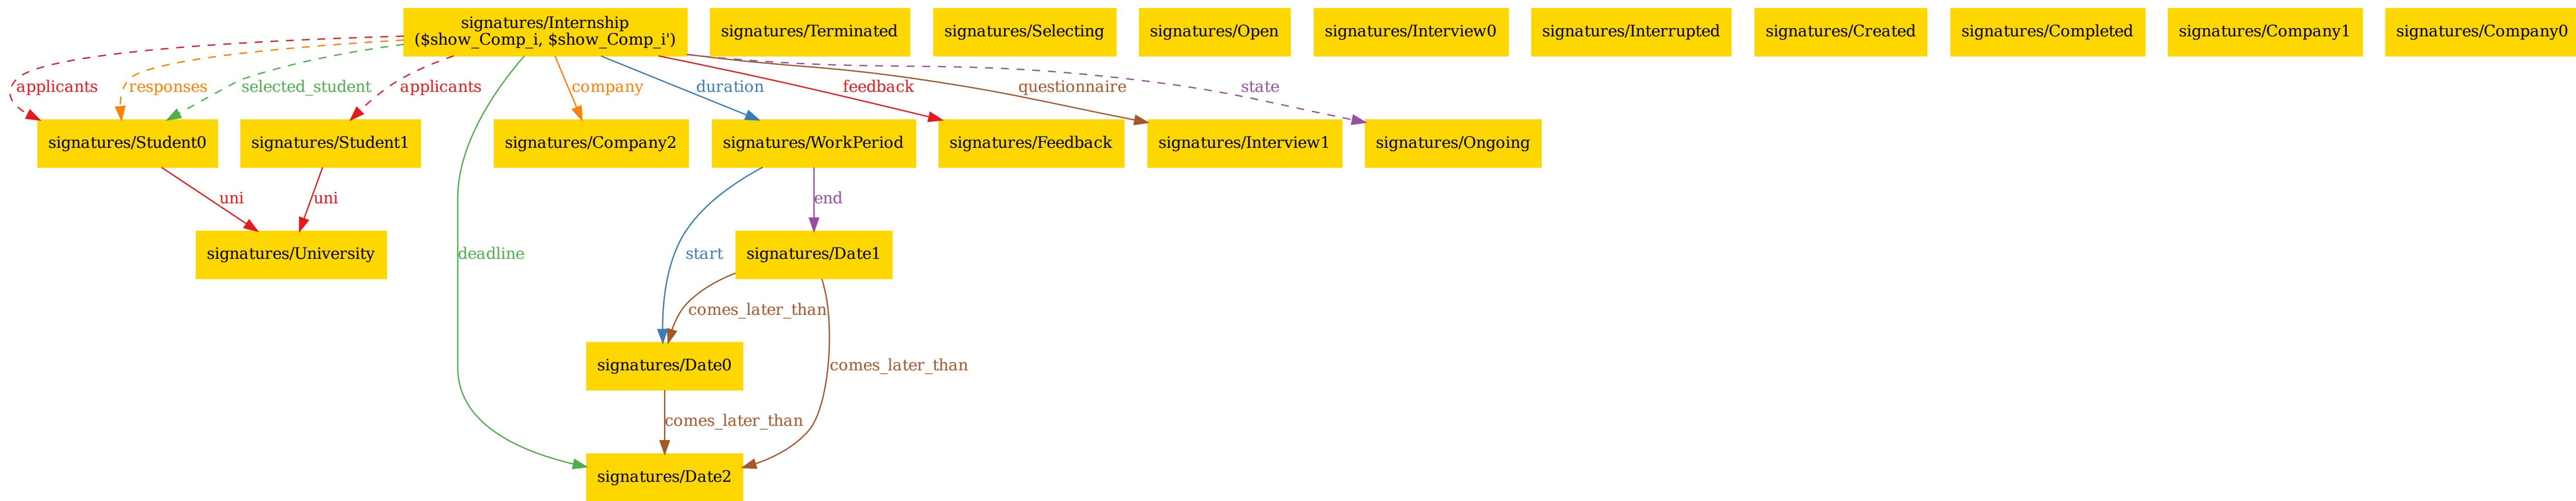 signatures/Internship
($show_Comp_i, $show_Comp_i')
signatures/Terminated
signatures/Selecting
signatures/Open
signatures/Interview0
signatures/Interrupted
signatures/Created
signatures/Completed
signatures/Company1
signatures/Company0
applicants
responses
selected_student
applicants
company
duration
feedback
questionnaire
state
signatures/Student0
signatures/Student1
signatures/Company2
signatures/WorkPeriod
signatures/Feedback
signatures/Interview1
signatures/Ongoing
uni
uni
end
signatures/University
deadline
start
signatures/Date1
comes_later_than
signatures/Date0
comes_later_than
comes_later_than
signatures/Date2